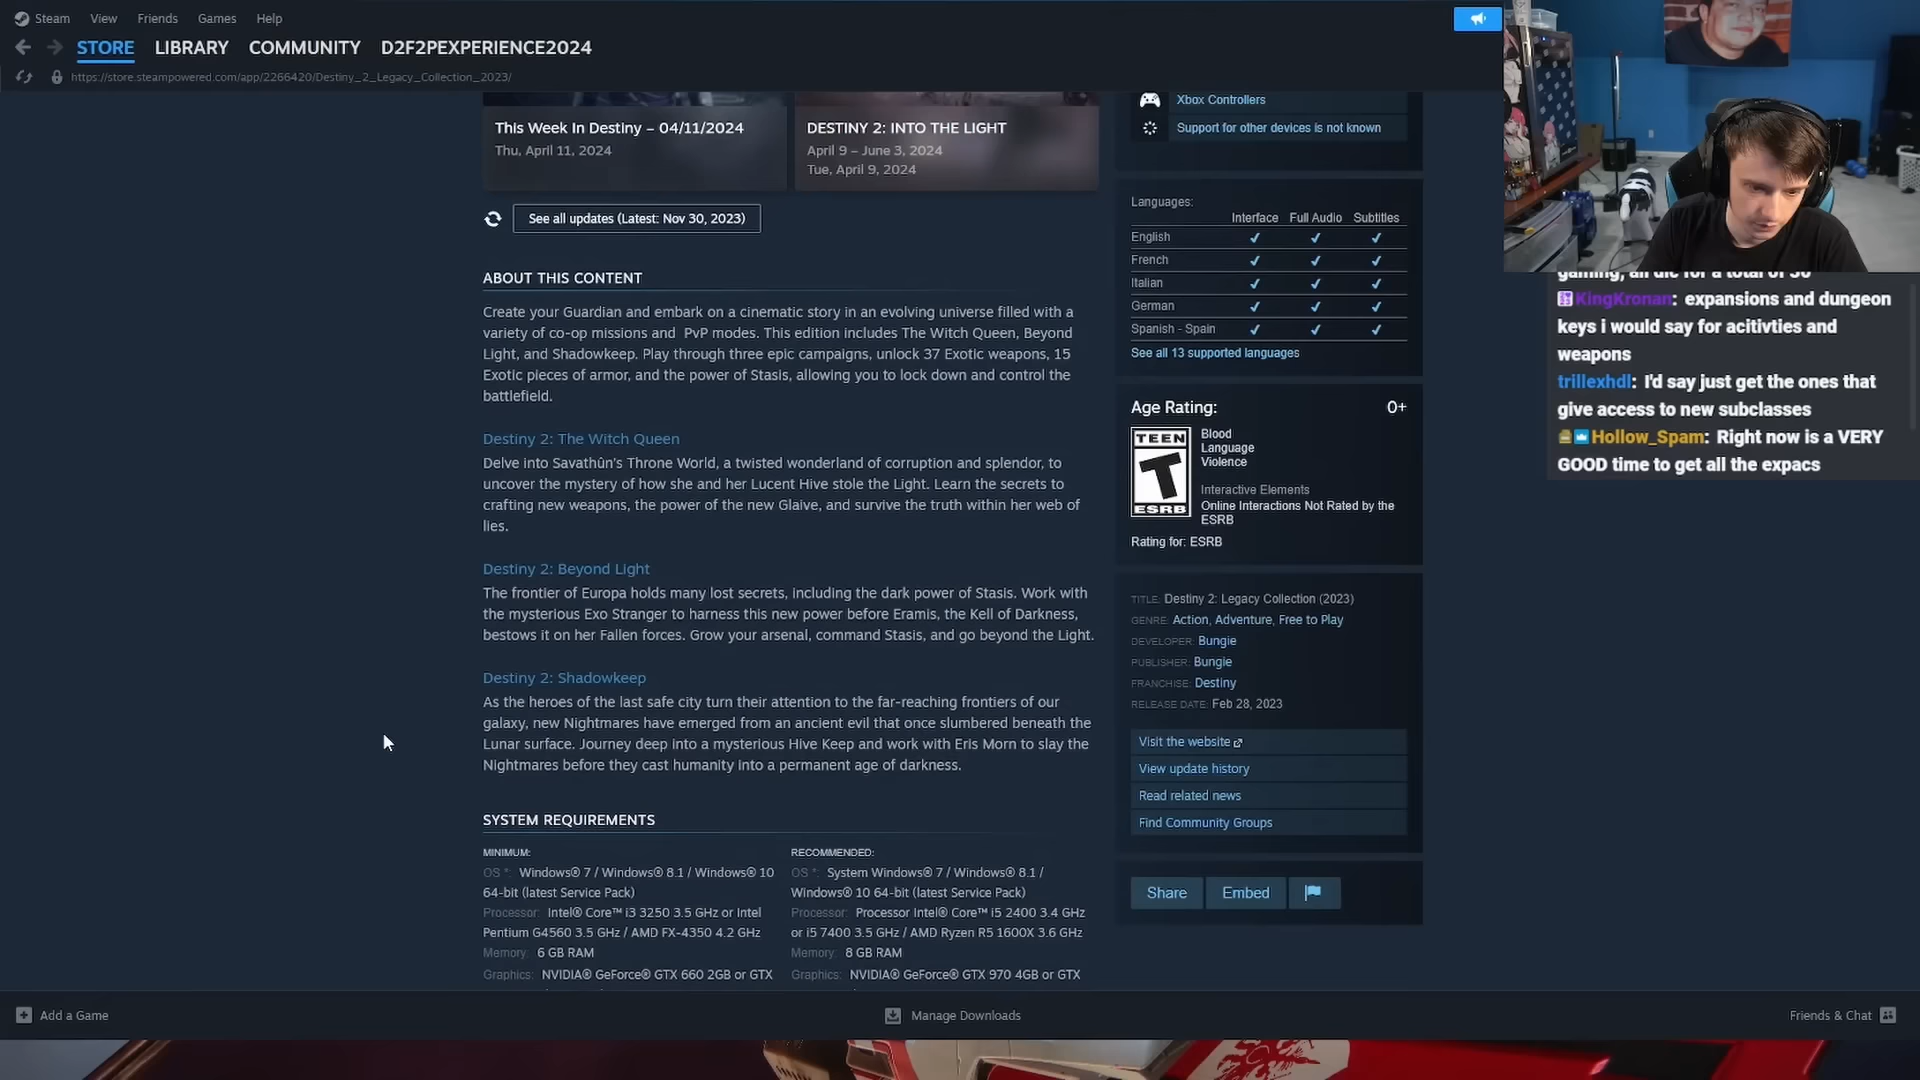 Steam View Friends Games Help
STORE LIBRARY COMMUNITY D2F2PEXPERIENCE2024
https://store.steampowered.com/app/2266420/Destiny_2_Legacy_Collection_2023/
This Week In Destiny – 04/11/2024
Thu, April 11, 2024
DESTINY 2: INTO THE LIGHT
April 9 – June 3, 2024
Tue, April 9, 2024
See all updates (Latest: Nov 30, 2023)
ABOUT THIS CONTENT
Create your Guardian and embark on a cinematic story in an evolving universe filled with a
variety of co-op missions and PvP modes. This edition includes The Witch Queen, Beyond
Light, and Shadowkeep. Play through three epic campaigns, unlock 37 Exotic weapons, 15
Exotic pieces of armor, and the power of Stasis, allowing you to lock down and control the
battlefield.
Destiny 2: The Witch Queen
Delve into Savathûn’s Throne World, a twisted wonderland of corruption and splendor, to
uncover the mystery of how she and her Lucent Hive stole the Light. Learn the secrets to
crafting new weapons, the power of the new Glaive, and survive the truth within her web of
lies.
Destiny 2: Beyond Light
The frontier of Europa holds many lost secrets, including the dark power of Stasis. Work with
the mysterious Exo Stranger to harness this new power before Eramis, the Kell of Darkness,
bestows it on her Fallen forces. Grow your arsenal, command Stasis, and go beyond the Light.
Destiny 2: Shadowkeep
As the heroes of the last safe city turn their attention to the far-reaching frontiers of our
galaxy, new Nightmares have emerged from an ancient evil that once slumbered beneath the
Lunar surface. Journey deep into a mysterious Hive Keep and work with Eris Morn to slay the
Nightmares before they cast humanity into a permanent age of darkness.
SYSTEM REQUIREMENTS
MINIMUM:
OS *: Windows® 7 / Windows® 8.1 / Windows® 10
64-bit (latest Service Pack)
Processor: Intel® Core™ i3 3250 3.5 GHz or Intel
Pentium G4560 3.5 GHz / AMD FX-4350 4.2 GHz
Memory: 6 GB RAM
Graphics: NVIDIA® GeForce® GTX 660 2GB or GTX
RECOMMENDED:
OS *: System Windows® 7 / Windows® 8.1 /
Windows® 10 64-bit (latest Service Pack)
Processor: Processor Intel® Core™ i5 2400 3.4 GHz
or i5 7400 3.5 GHz / AMD Ryzen R5 1600X 3.6 GHz
Memory: 8 GB RAM
Graphics: NVIDIA® GeForce® GTX 970 4GB or GTX
Xbox Controllers
Support for other devices is not known
Languages:
Interface Full Audio Subtitles
English ✔ ✔ ✔
French ✔ ✔ ✔
Italian ✔ ✔ ✔
German ✔ ✔ ✔
Spanish - Spain ✔ ✔ ✔
See all 13 supported languages
Age Rating: 0+
TEEN
T
ESRB
Blood
Language
Violence
Interactive Elements
Online Interactions Not Rated by the
ESRB
Rating for: ESRB
TITLE: Destiny 2: Legacy Collection (2023)
GENRE: Action, Adventure, Free to Play
DEVELOPER: Bungie
PUBLISHER: Bungie
FRANCHISE: Destiny
RELEASE DATE: Feb 28, 2023
Visit the website
View update history
Read related news
Find Community Groups
Share Embed
gaming, all dlc for a total of 30
KingKronan: expansions and dungeon
keys i would say for acitivties and
weapons
trillexhdl: I'd say just get the ones that
give access to new subclasses
Hollow_Spam: Right now is a VERY
GOOD time to get all the expacs
Add a Game
Manage Downloads
Friends & Chat